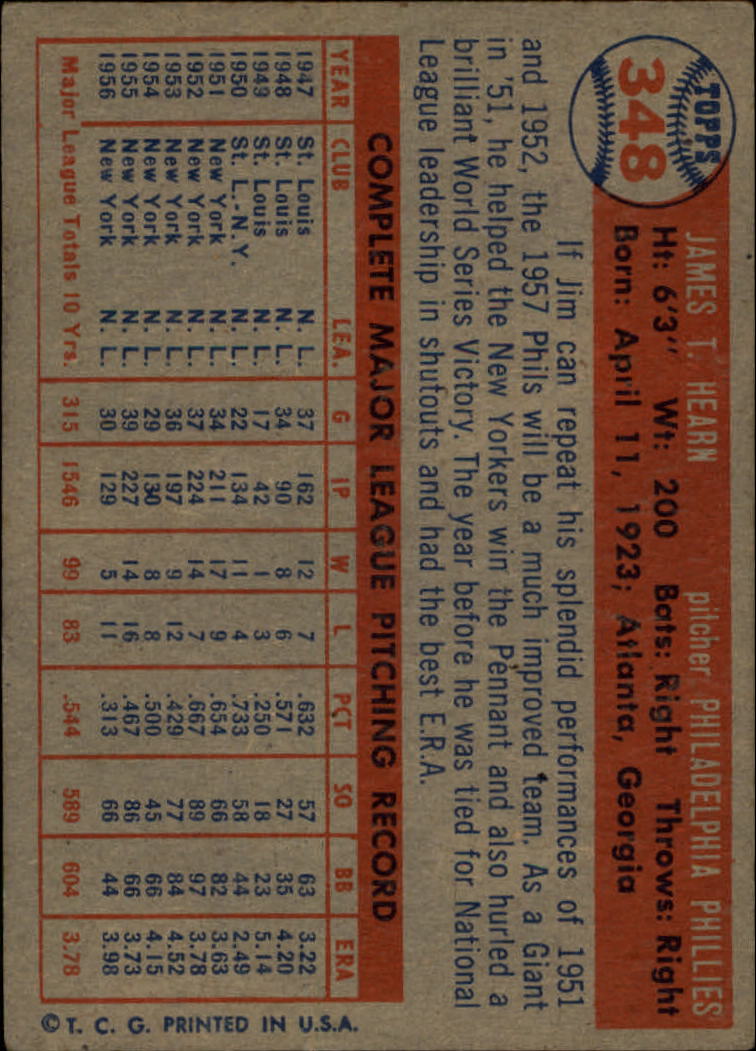 TOPPS
348
JAMES T. HEARN pitcher PHILADELPHIA PHILLIES
Ht: 6'3" Wt: 200 Bats: Right Throws: Right
Born: April 11, 1923; Atlanta, Georgia
If Jim can repeat his splendid performances of 1951
and 1952, the 1957 Phils will be a much improved team. As a Giant
in '51, he helped the New Yorkers win the Pennant and also hurled a
brilliant World Series Victory. The year before he was tied for National
League leadership in shutouts and had the best E.R.A.
COMPLETE MAJOR LEAGUE PITCHING RECORD
YEAR CLUB LEA. G IP W L PCT SO BB ERA
1947 St. Louis N. L. 37 162 12 7 .632 57 63 3.22
1948 St. Louis N. L. 34 90 8 6 .571 27 35 4.20
1949 St. Louis N. L. 17 42 1 3 .250 18 23 5.14
1950 St. L.-N.Y. N. L. 22 134 11 4 .733 58 44 2.49
1951 New York N. L. 34 211 17 9 .654 66 82 3.63
1952 New York N. L. 37 224 14 7 .667 89 97 3.78
1953 New York N. L. 36 197 9 12 .429 77 84 4.52
1954 New York N. L. 29 130 8 8 .500 45 66 4.15
1955 New York N. L. 39 227 14 16 .467 86 66 3.73
1956 New York N. L. 30 129 5 11 .313 66 44 3.98
Major League Totals 10 Yrs. 315 1546 99 83 .544 589 604 3.78
© T. C. G. PRINTED IN U.S.A.